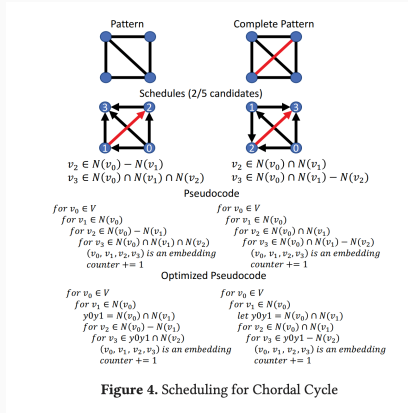 Pattern Complete Pattern
Schedules (2/5 candidates)
3 2 1 3
1 0 2 0
v₂ ∈ N(v₀) − N(v₁) v₂ ∈ N(v₀) ∩ N(v₁)
v₃ ∈ N(v₀) ∩ N(v₁) ∩ N(v₂) v₃ ∈ N(v₀) ∩ N(v₁) − N(v₂)
Pseudocode
for v₀ ∈ V for v₀ ∈ V
for v₁ ∈ N(v₀) for v₁ ∈ N(v₀)
for v₂ ∈ N(v₀) − N(v₁) for v₂ ∈ N(v₀) ∩ N(v₁)
for v₃ ∈ N(v₀) ∩ N(v₁) ∩ N(v₂) for v₃ ∈ N(v₀) ∩ N(v₁) − N(v₂)
(v₀, v₁, v₂, v₃) is an embedding (v₀, v₁, v₂, v₃) is an embedding
counter += 1 counter += 1
Optimized Pseudocode
for v₀ ∈ V for v₀ ∈ V
for v₁ ∈ N(v₀) for v₁ ∈ N(v₀)
y0y1 = N(v₀) ∩ N(v₁) let y0y1 = N(v₀) ∩ N(v₁)
for v₂ ∈ N(v₀) − N(v₁) for v₂ ∈ N(v₀) ∩ N(v₁)
for v₃ ∈ y0y1 ∩ N(v₂) for v₃ ∈ y0y1 − N(v₂)
(v₀, v₁, v₂, v₃) is an embedding (v₀, v₁, v₂, v₃) is an embedding
counter += 1 counter += 1
Figure 4. Scheduling for Chordal Cycle